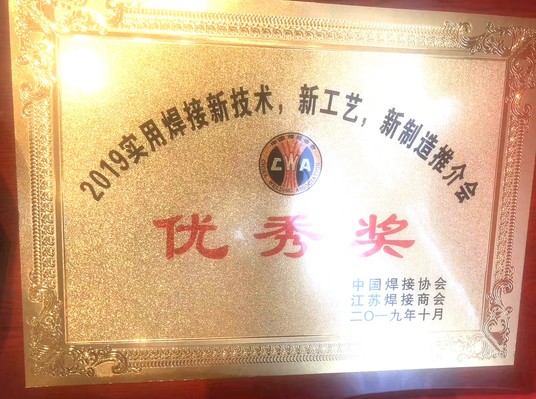 2019实用焊接新技术，新工艺，新制造推介会
CWA
优秀奖
中国焊接协会
江苏焊接商会
二〇一九年十月